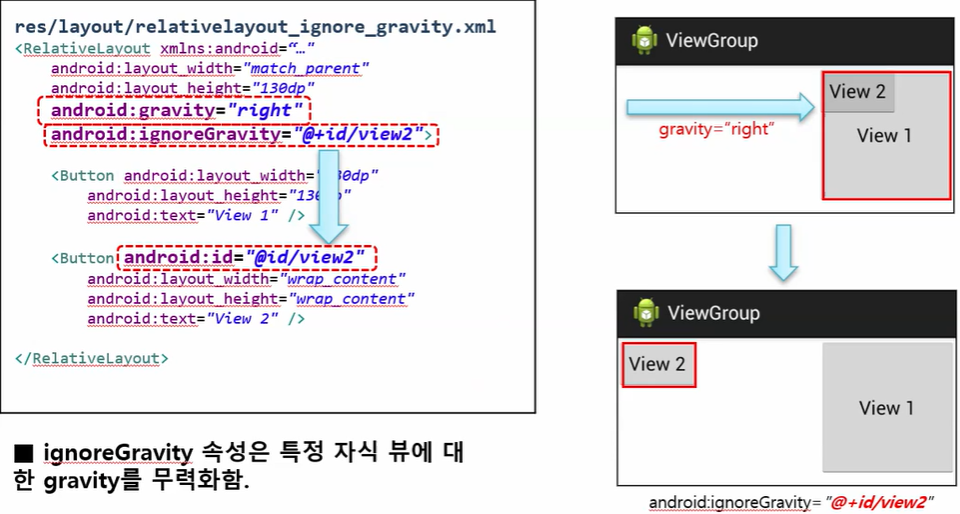 res/layout/relativelayout_ignore_gravity.xml
<RelativeLayout xmlns:android="…"
android:layout_width="match_parent"
android:layout_height="130dp"
android:gravity="right"
android:ignoreGravity="@+id/view2">
<Button android:layout_width="30dp"
android:layout_height="13 p"
android:text="View 1" />
<Button android:id="@id/view2"
android:layout_width="wrap_content"
android:layout_height="wrap_content"
android:text="View 2" />
</RelativeLayout>
■ ignoreGravity 속성은 특정 자식 뷰에 대
한 gravity를 무력화함.
ViewGroup
View 2
gravity="right"
View 1
ViewGroup
View 2
View 1
android:ignoreGravity="@+id/view2"